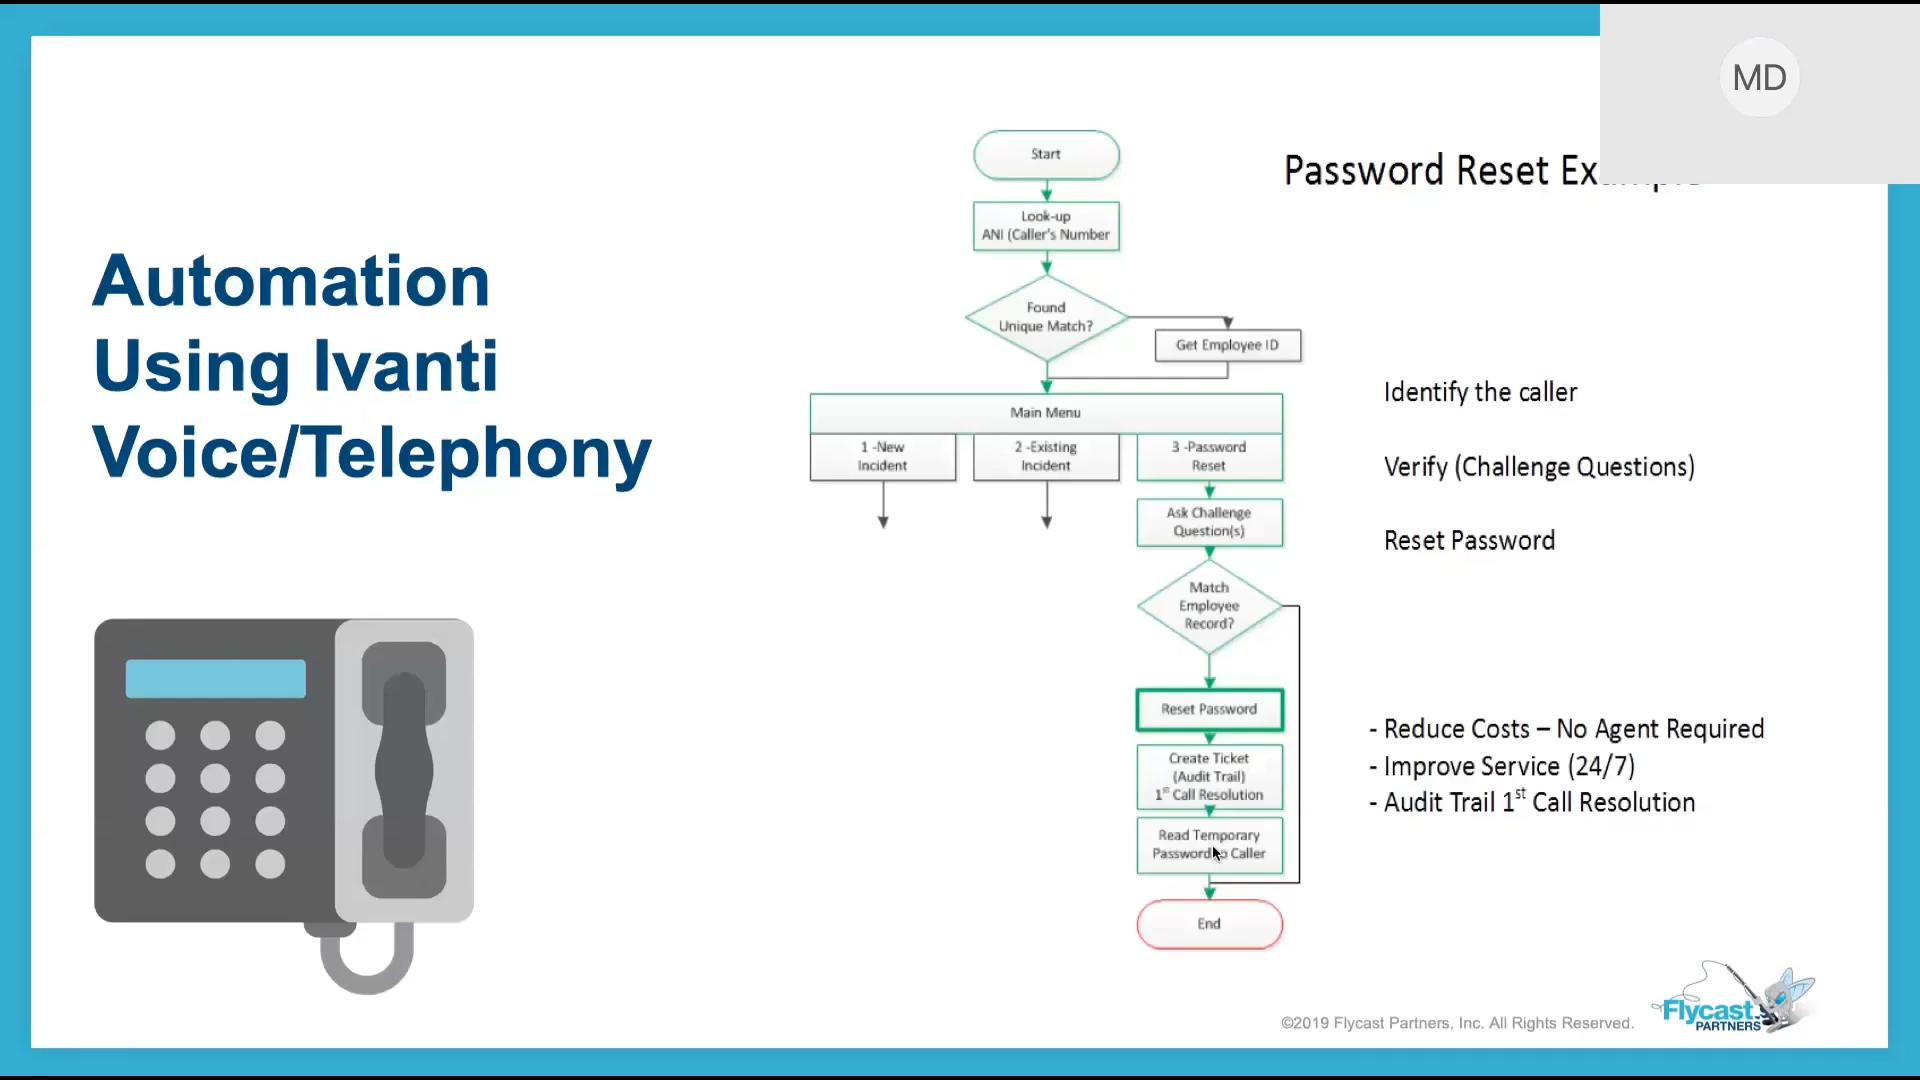 MD
Password Reset Ex
Automation
Using Ivanti
Voice/Telephony
Start
Look-up
ANI (Caller's Number
Found
Unique Match?
Get Employee ID
Main Menu
1 -New
Incident
2 -Existing
Incident
3 -Password
Reset
Ask Challenge
Question(s)
Match
Employee
Record?
Reset Password
Create Ticket
(Audit Trail)
1st Call Resolution
Read Temporary
Password to Caller
End
Identify the caller
Verify (Challenge Questions)
Reset Password
- Reduce Costs – No Agent Required
- Improve Service (24/7)
- Audit Trail 1st Call Resolution
©2019 Flycast Partners, Inc. All Rights Reserved.
Flycast
PARTNERS